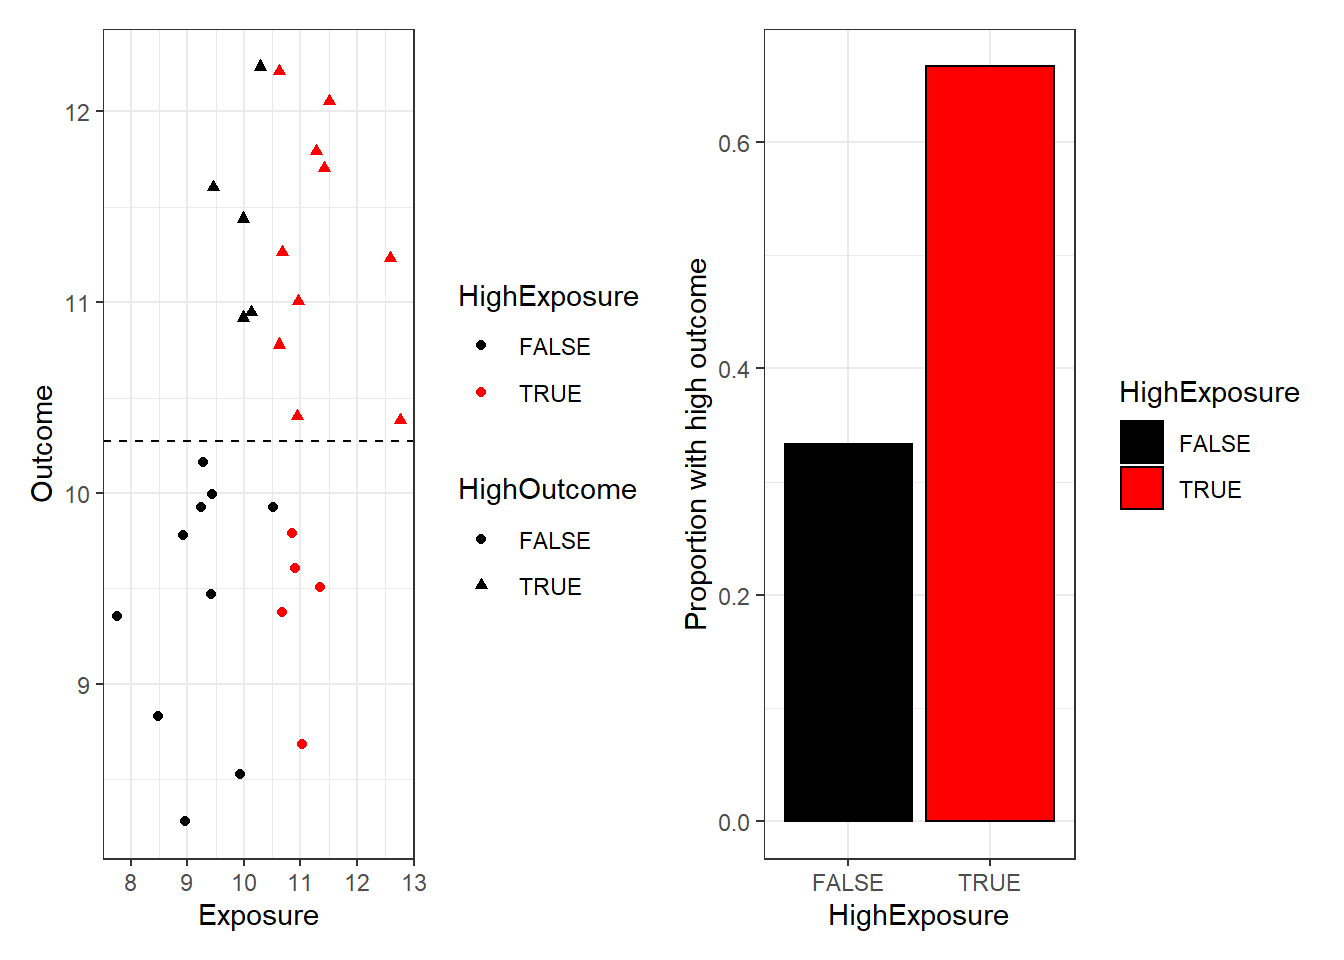 12
11
10
9
Outcome
8 9 10 11 12 13
Exposure
HighExposure
FALSE
TRUE
HighOutcome
FALSE
TRUE
0.6
0.4
0.2
0.0
Proportion with high outcome
FALSE TRUE
HighExposure
HighExposure
FALSE
TRUE